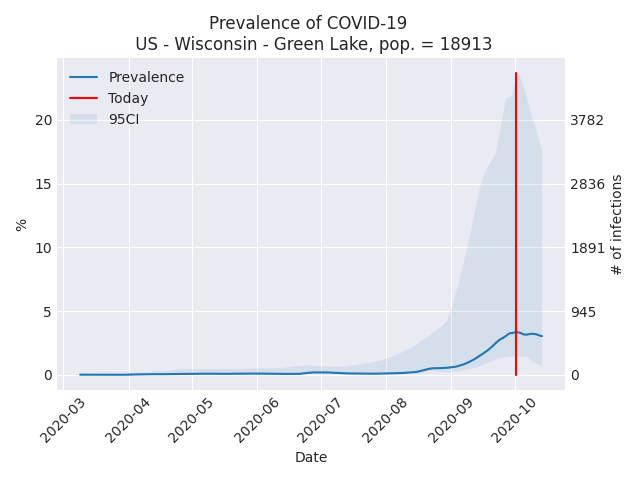 Prevalence of COVID-19
US - Wisconsin - Green Lake, pop. = 18913
Prevalence
Today
95CI
20
15
10
5
0
%
3782
2836
1891
945
0
# of infections
2020-03
2020-04
2020-05
2020-06
2020-07
2020-08
2020-09
2020-10
Date